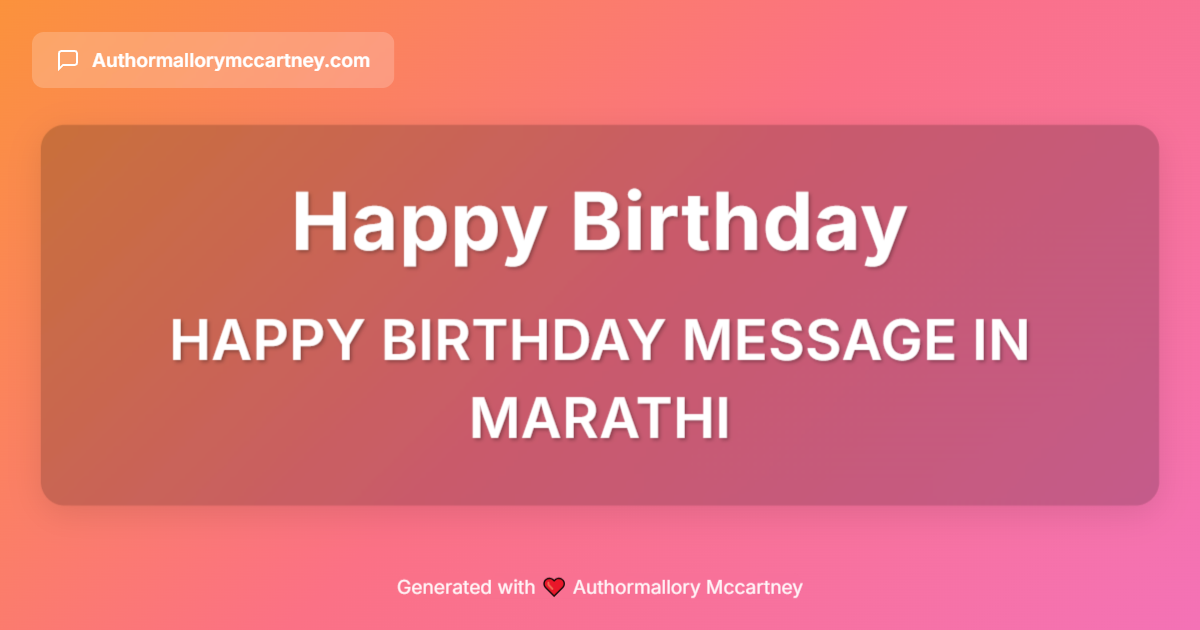 Authormallorymccartney.com
Happy Birthday
HAPPY BIRTHDAY MESSAGE IN
MARATHI
Generated with ❤️ Authormallory Mccartney